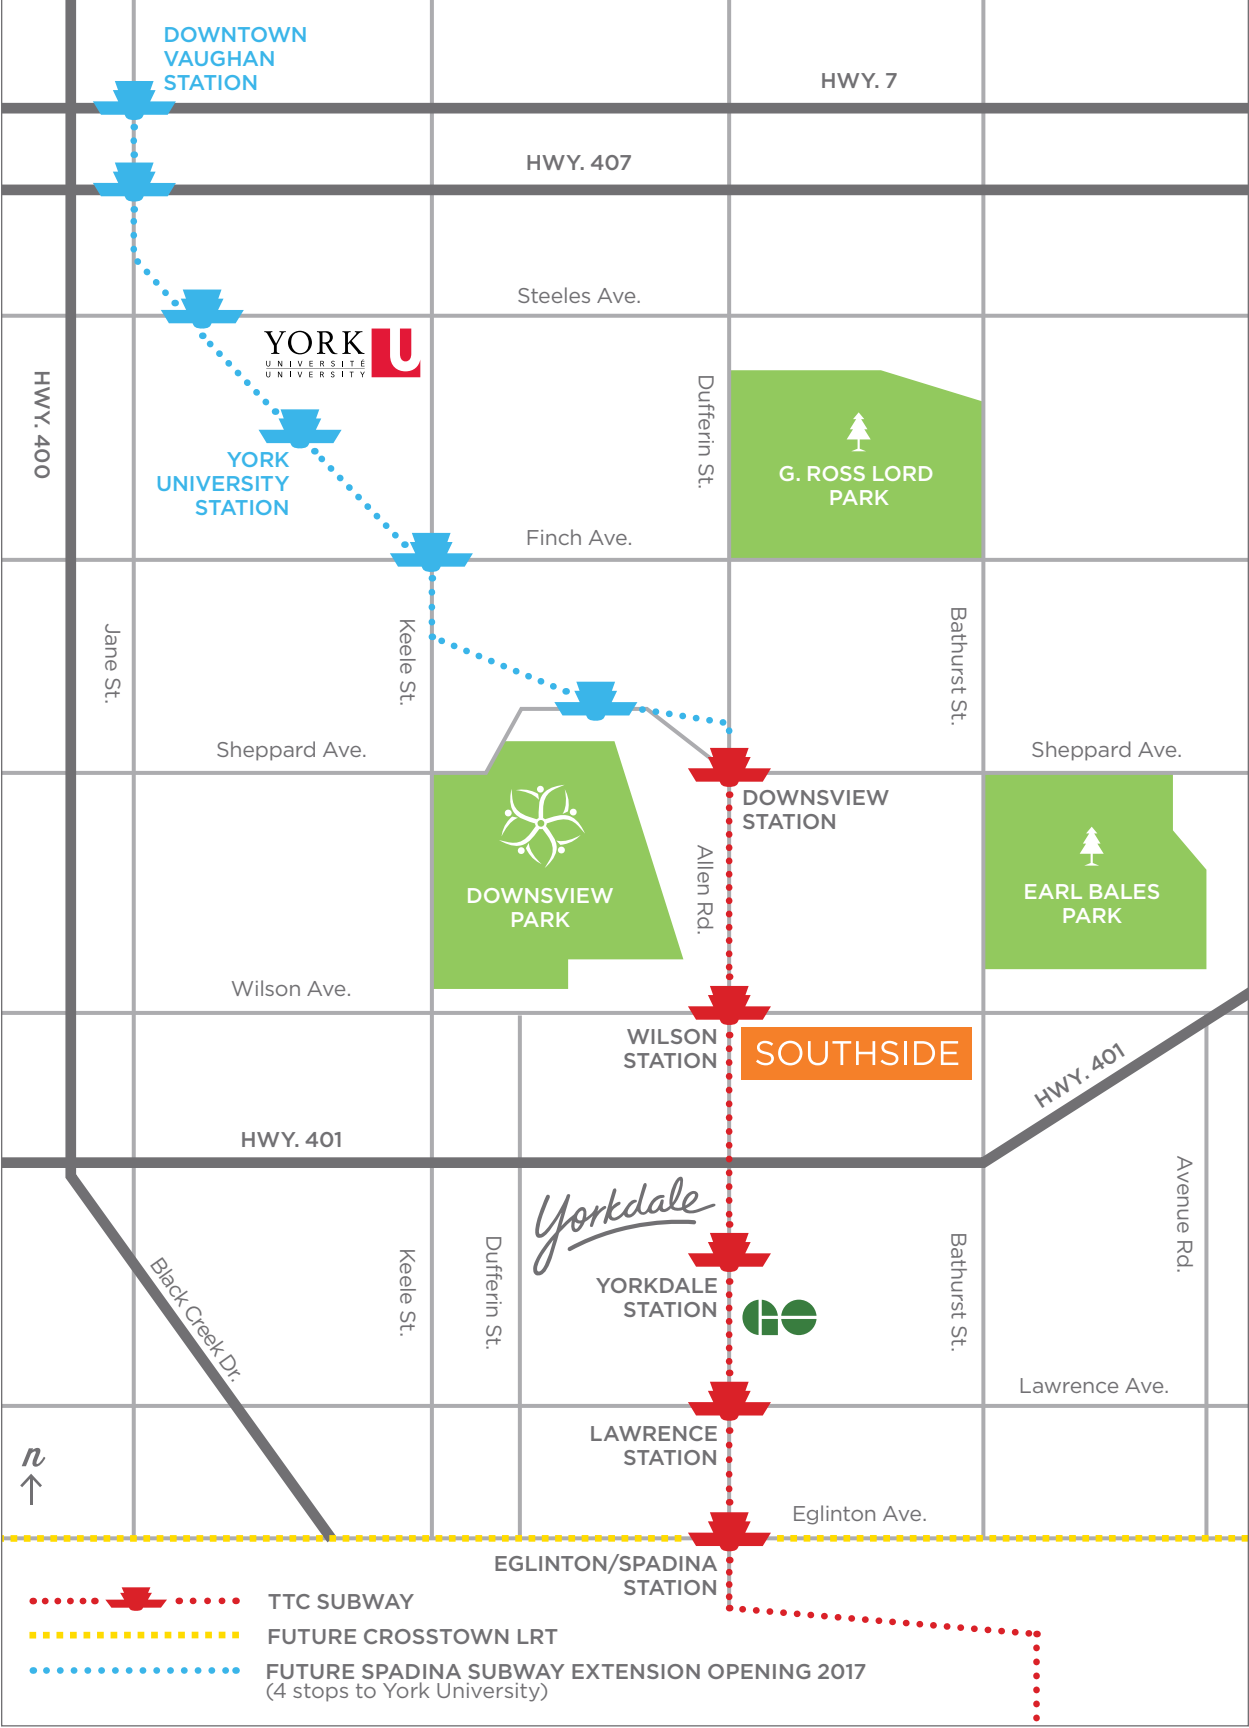 DOWNTOWN
VAUGHAN
STATION
HWY. 7
HWY. 407
Steeles Ave.
YORK U
UNIVERSITÉ
UNIVERSITY
HWY. 400
Dufferin St.
G. ROSS LORD
PARK
YORK
UNIVERSITY
STATION
Finch Ave.
Jane St.
Keele St.
Bathurst St.
Sheppard Ave.
Sheppard Ave.
DOWNSVIEW
STATION
Allen Rd.
DOWNSVIEW
PARK
EARL BALES
PARK
Wilson Ave.
WILSON
STATION
SOUTHSIDE
HWY. 401
HWY. 401
Yorkdale
Avenue Rd.
Black Creek Dr.
Keele St.
Dufferin St.
Bathurst St.
YORKDALE
STATION
GO
Lawrence Ave.
LAWRENCE
STATION
n
Eglinton Ave.
EGLINTON/SPADINA
STATION
TTC SUBWAY
FUTURE CROSSTOWN LRT
FUTURE SPADINA SUBWAY EXTENSION OPENING 2017
(4 stops to York University)